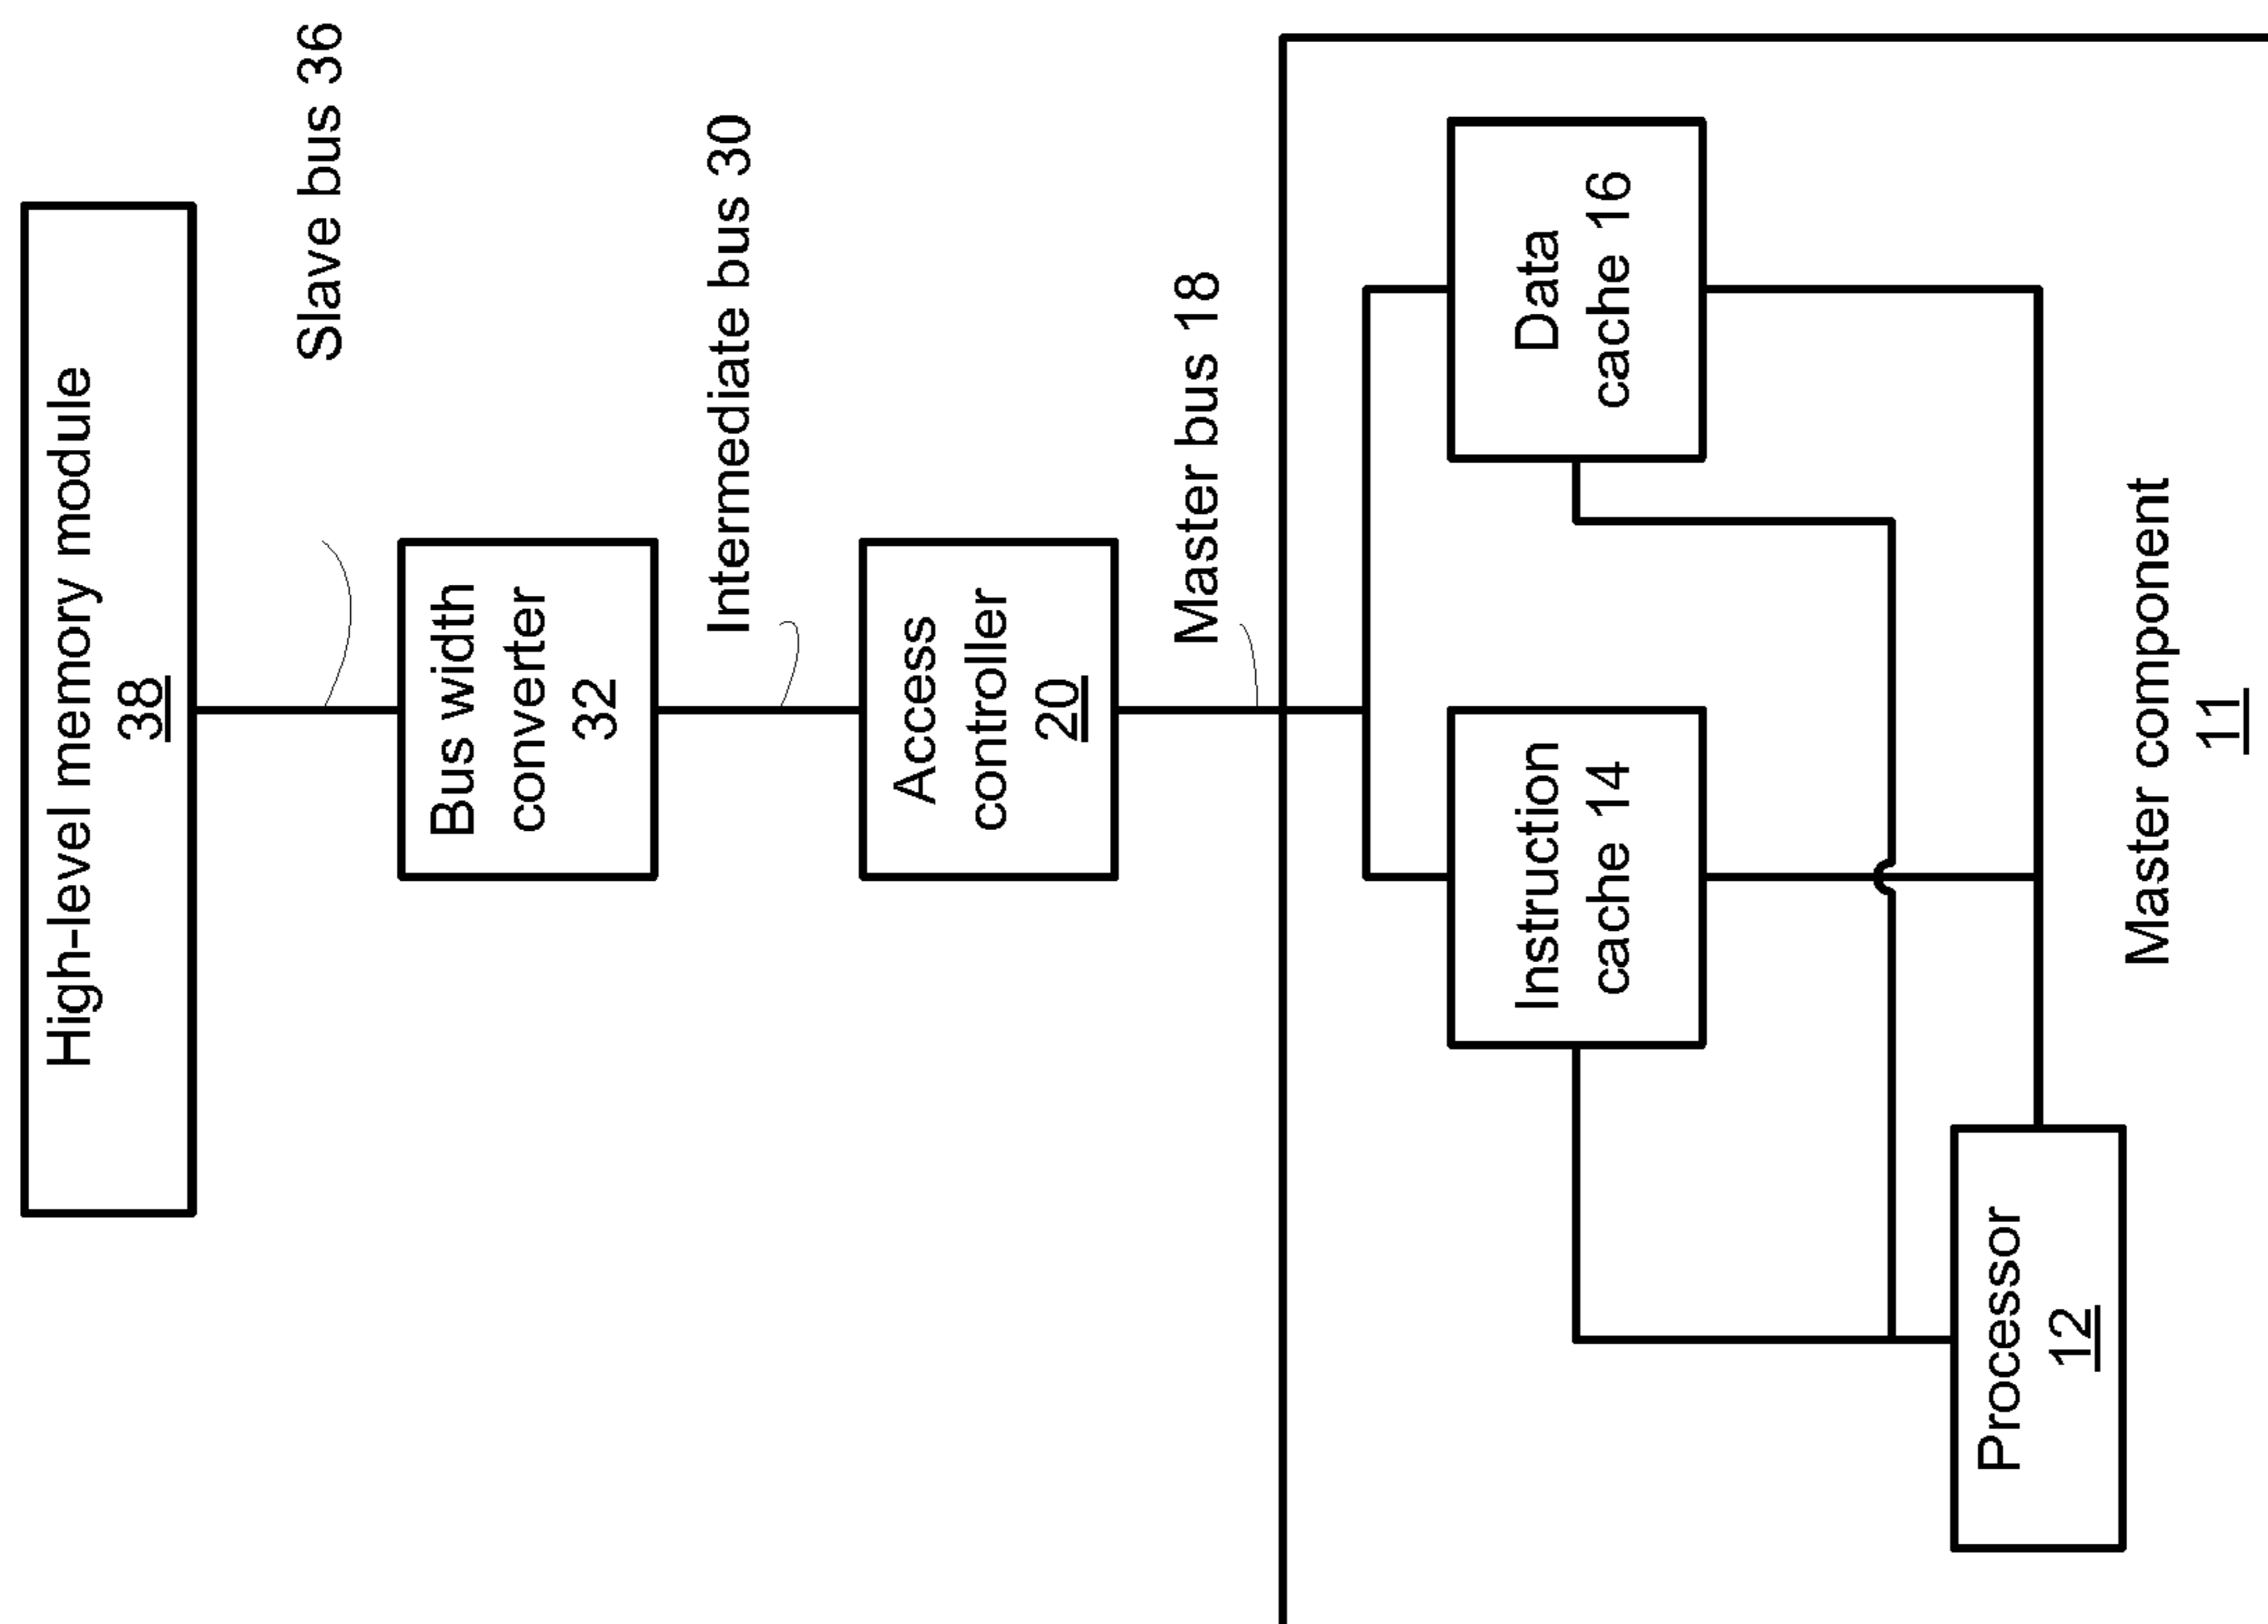 High-level memory module
38
Slave bus 36
Bus width
converter
32
Intermediate bus 30
Access
controller
20
Master bus 18
Instruction
cache 14
Data
cache 16
Processor
12
Master component
11